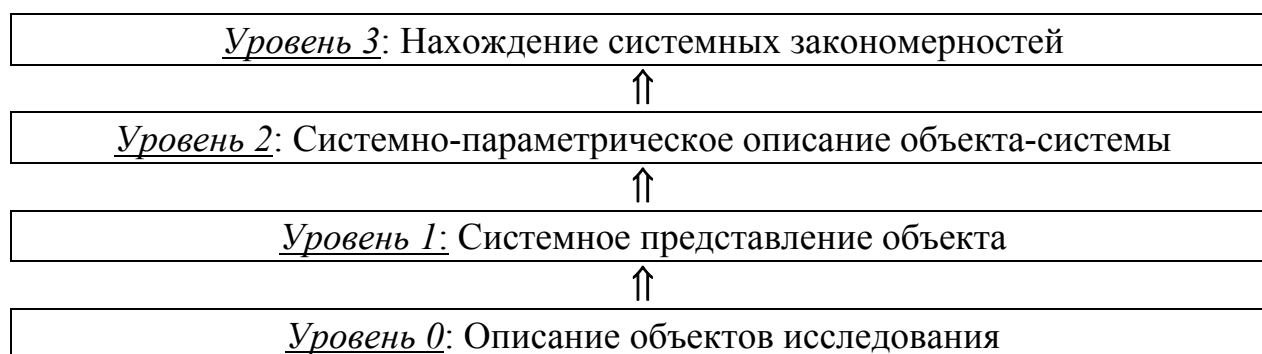 Уровень 3: Нахождение системных закономерностей
⇑
Уровень 2: Системно-параметрическое описание объекта-системы
⇑
Уровень 1: Системное представление объекта
⇑
Уровень 0: Описание объектов исследования